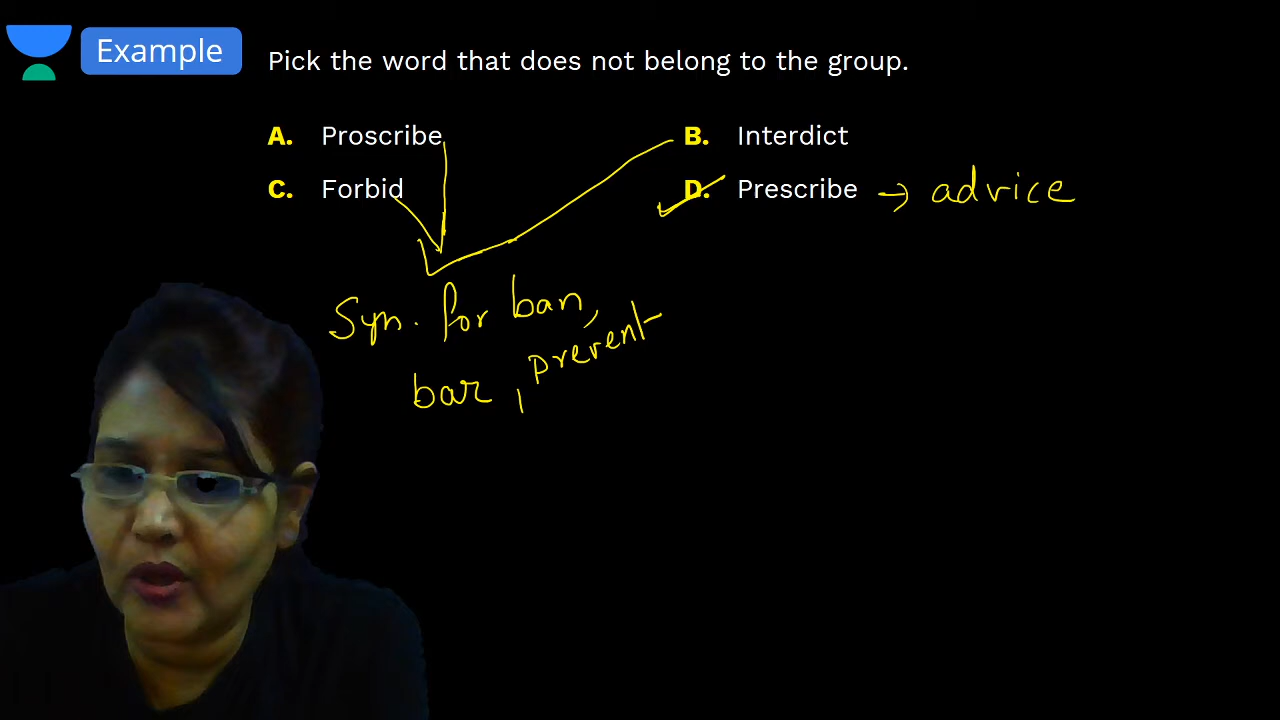 Example
Pick the word that does not belong to the group.
A. Proscribe
B. Interdict
C. Forbid
D. Prescribe → advice
Syn. for ban,
bar, prevent